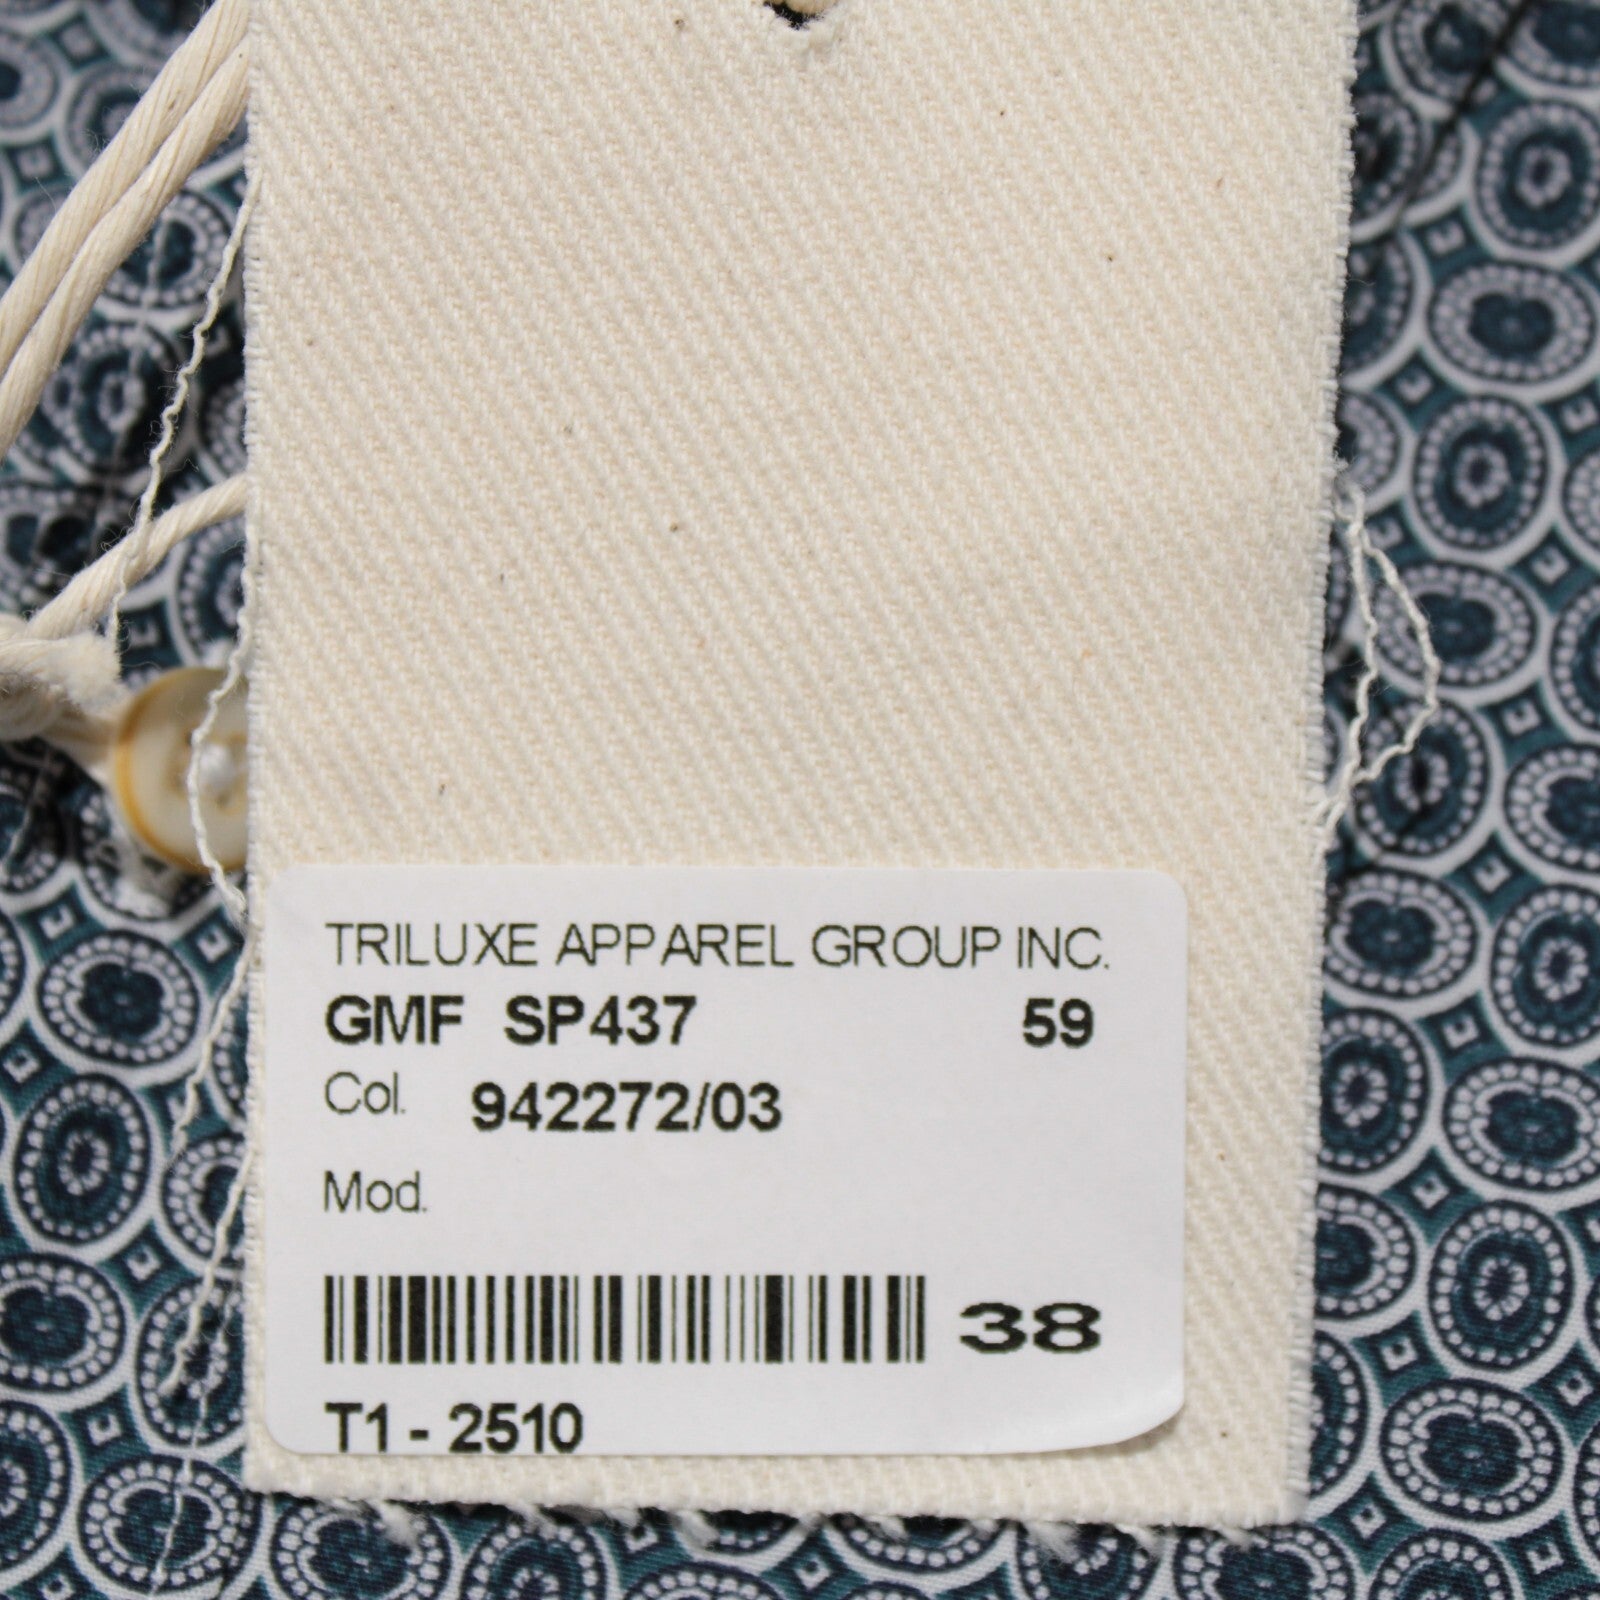 TRILUXE APPAREL GROUP INC.
GMF SP437 59
Col. 942272/03
Mod.
38
T1 - 2510